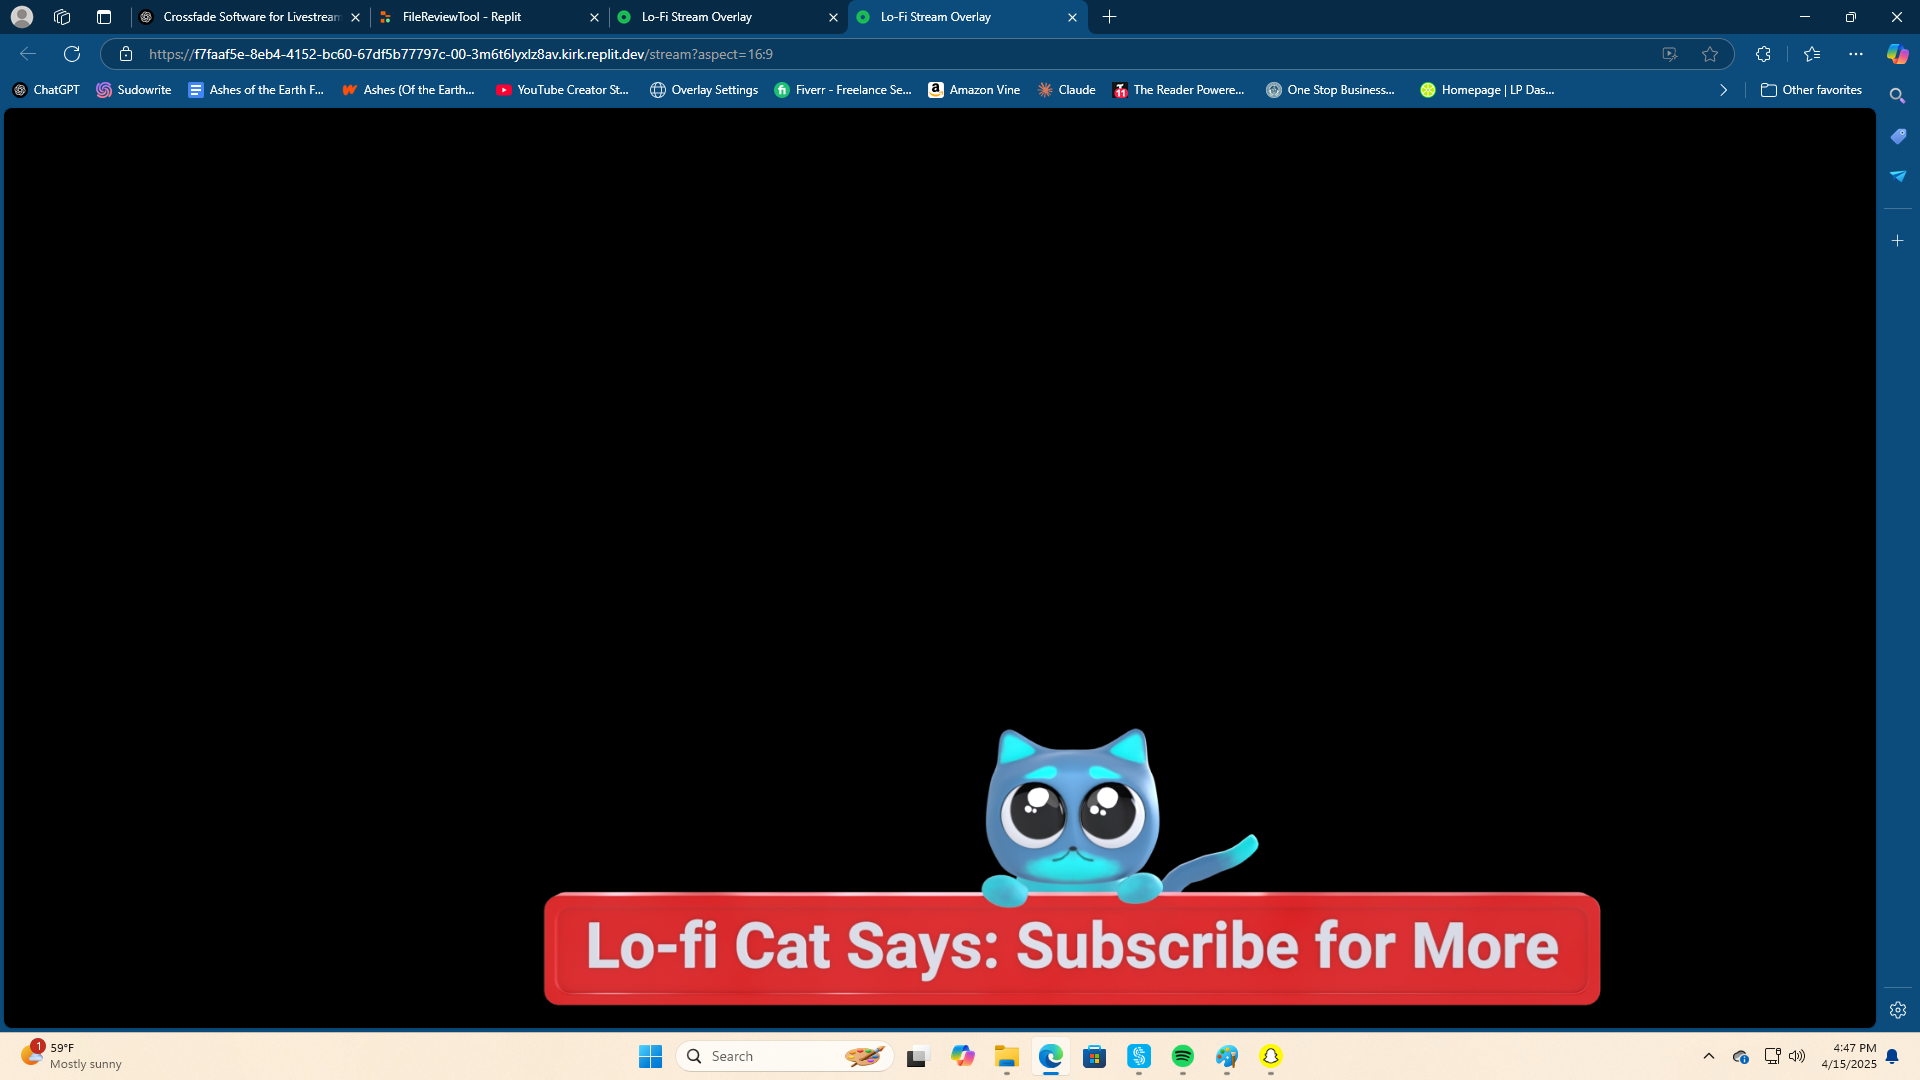 Crossfade Software for Livestream
FileReviewTool - Replit
Lo-Fi Stream Overlay
Lo-Fi Stream Overlay
https://f7faaf5e-8eb4-4152-bc60-67df5b77797c-00-3m6t6lyxlz8av.kirk.replit.dev/stream?aspect=16:9
ChatGPT
Sudowrite
Ashes of the Earth F...
Ashes (Of the Earth...
YouTube Creator St...
Overlay Settings
Fiverr - Freelance Se...
Amazon Vine
Claude
The Reader Powere...
One Stop Business...
Homepage | LP Das...
Other favorites
Lo-fi Cat Says: Subscribe for More
1
59°F
Mostly sunny
Search
4:47 PM
4/15/2025